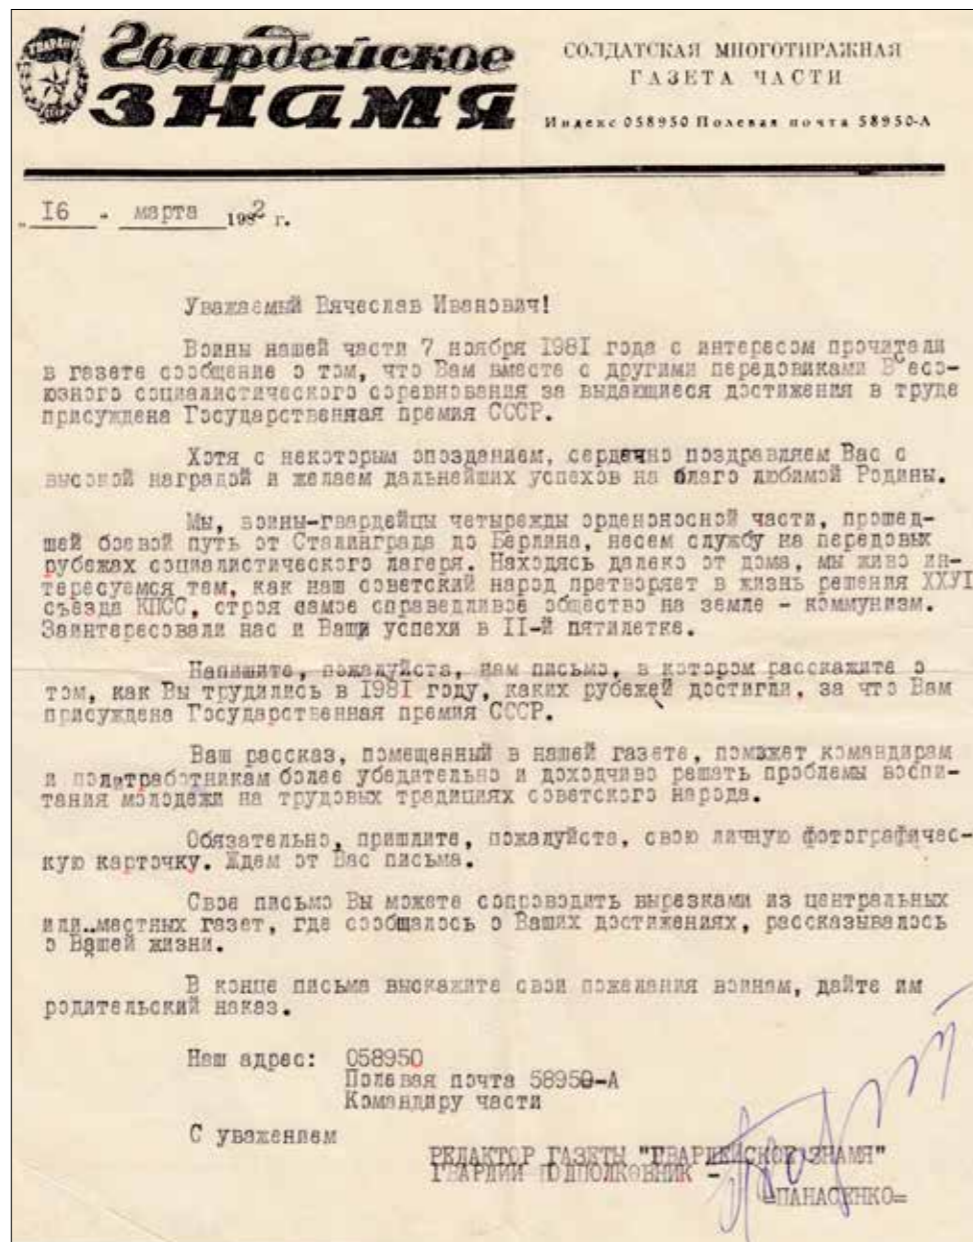 ГВАРДИЯ
Гвардейское
ЗНАМЯ
СОЛДАТСКАЯ МНОГОТИРАЖНАЯ
ГАЗЕТА ЧАСТИ
Индекс 058950 Полевая почта 58950-А
„ I6 " марта 1982 г.
Уважаемый Вячеслав Иванович!
Воины нашей части 7 ноября I98I года с интересом прочитали
в газете сообщение о том, что Вам вместе с другими передовиками Всесо-
юзного социалистического соревнования за выдающиеся достижения в труде
присуждена Государственная премия СССР.
Хотя с некоторым опозданием, сердечно поздравляем Вас с
высокой наградой и желаем дальнейших успехов на благо любимой Родины.
Мы, воины-гвардейцы четырежды орденоносной части, прошед-
шей боевой путь от Сталинграда до Берлина, несем службу на передовых
рубежах социалистического лагеря. Находясь далеко от дома, мы живо ин-
тересуемся тем, как наш советский народ претворяет в жизнь решения ХХУI
съезда КПСС, строя самое справедливое общество на земле - коммунизм.
Заинтересовали нас и Ваши успехи в II-й пятилетке.
Напишите, пожалуйста, нам письмо, в котором расскажите о
том, как Вы трудились в I98I году, каких рубежей достигли, за что Вам
присуждена Государственная премия СССР.
Ваш рассказ, помещенный в нашей газете, поможет командирам
и политработникам более убедительно и доходчиво решать проблемы воспи-
тания молодежи на трудовых традициях советского народа.
Обязательно, пришлите, пожалуйста, свою личную фотографичес-
кую карточку. Ждем от Вас письма.
Свое письмо Вы можете сопроводить вырезками из центральных
или..местных газет, где сообщалось о Ваших достижениях, рассказывалось
о Вашей жизни.
В конце письма выскажите свои пожелания воинам, дайте им
родительский наказ.
Наш адрес: 058950
Полевая почта 58950-А
Командиру части
С уважением
РЕДАКТОР ГАЗЕТЫ "ГВАРДЕЙСКОЕ ЗНАМЯ"
ГВАРДИИ ПОДПОЛКОВНИК -
=ПАНАСЕНКО=